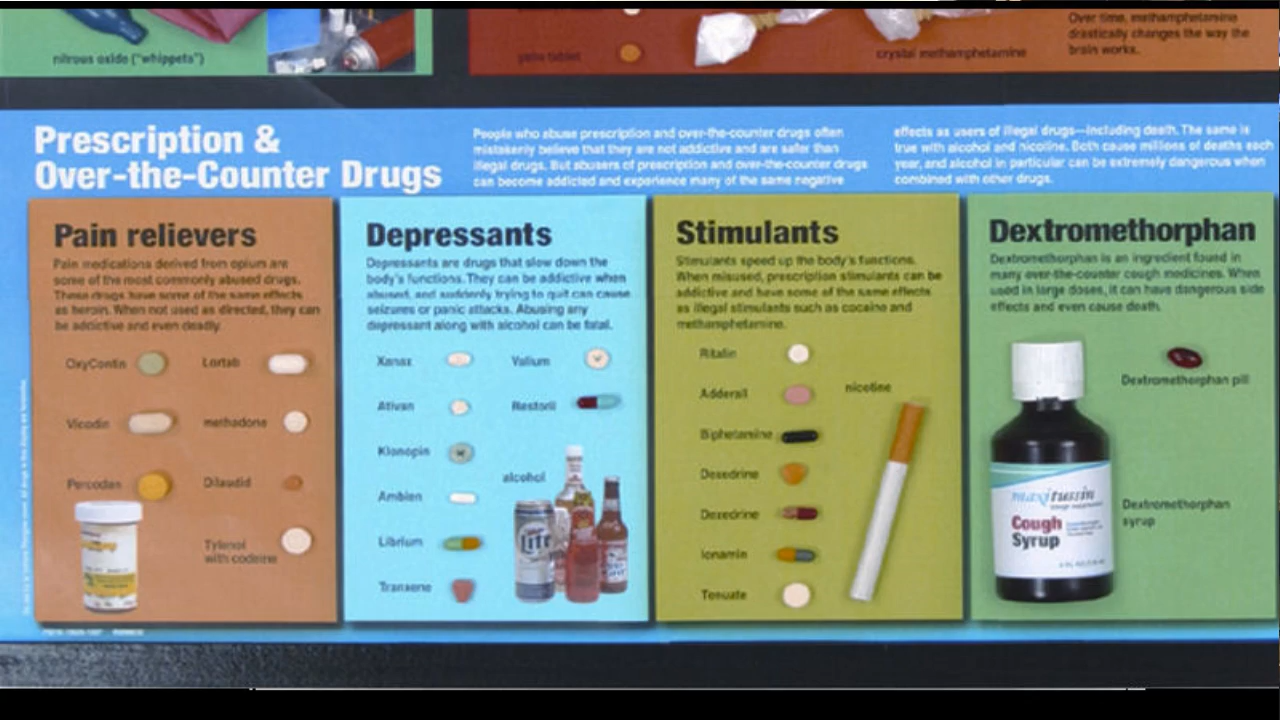 nitrous oxide ("whippets")
yaba tablet
crystal methamphetamine
Over time, methamphetamine
drastically changes the way the
brain works.
Prescription &
Over-the-Counter Drugs
People who abuse prescription and over-the-counter drugs often
mistakenly believe that they are not addictive and are safer than
illegal drugs. But abusers of prescription and over-the-counter drugs
can become addicted and experience many of the same negative
effects as users of illegal drugs—including death. The same is
true with alcohol and nicotine. Both cause millions of deaths each
year, and alcohol in particular can be extremely dangerous when
combined with other drugs.
Pain relievers
Pain medications derived from opium are
some of the most commonly abused drugs.
These drugs have some of the same effects
as heroin. When not used as directed, they can
be addictive and even deadly.
OxyContin
Lortab
Vicodin
methadone
Percodan
Dilaudid
Tylenol
with codeine
Depressants
Depressants are drugs that slow down the
body's functions. They can be addictive when
abused, and suddenly trying to quit can cause
seizures or panic attacks. Abusing any
depressant along with alcohol can be fatal.
Xanax
Valium
Ativan
Restoril
Klonopin
alcohol
Ambien
Librium
Tranxene
Lite
Stimulants
Stimulants speed up the body's functions.
When misused, prescription stimulants can be
addictive and have some of the same effects
as illegal stimulants such as cocaine and
methamphetamine.
Ritalin
Adderall
nicotine
Biphetamine
Dexedrine
Dexedrine
Ionamin
Tenuate
Dextromethorphan
Dextromethorphan is an ingredient found in
many over-the-counter cough medicines. When
used in large doses, it can have dangerous side
effects and even cause death.
Dextromethorphan pill
Dextromethorphan
syrup
maxitussin
Cough
Syrup